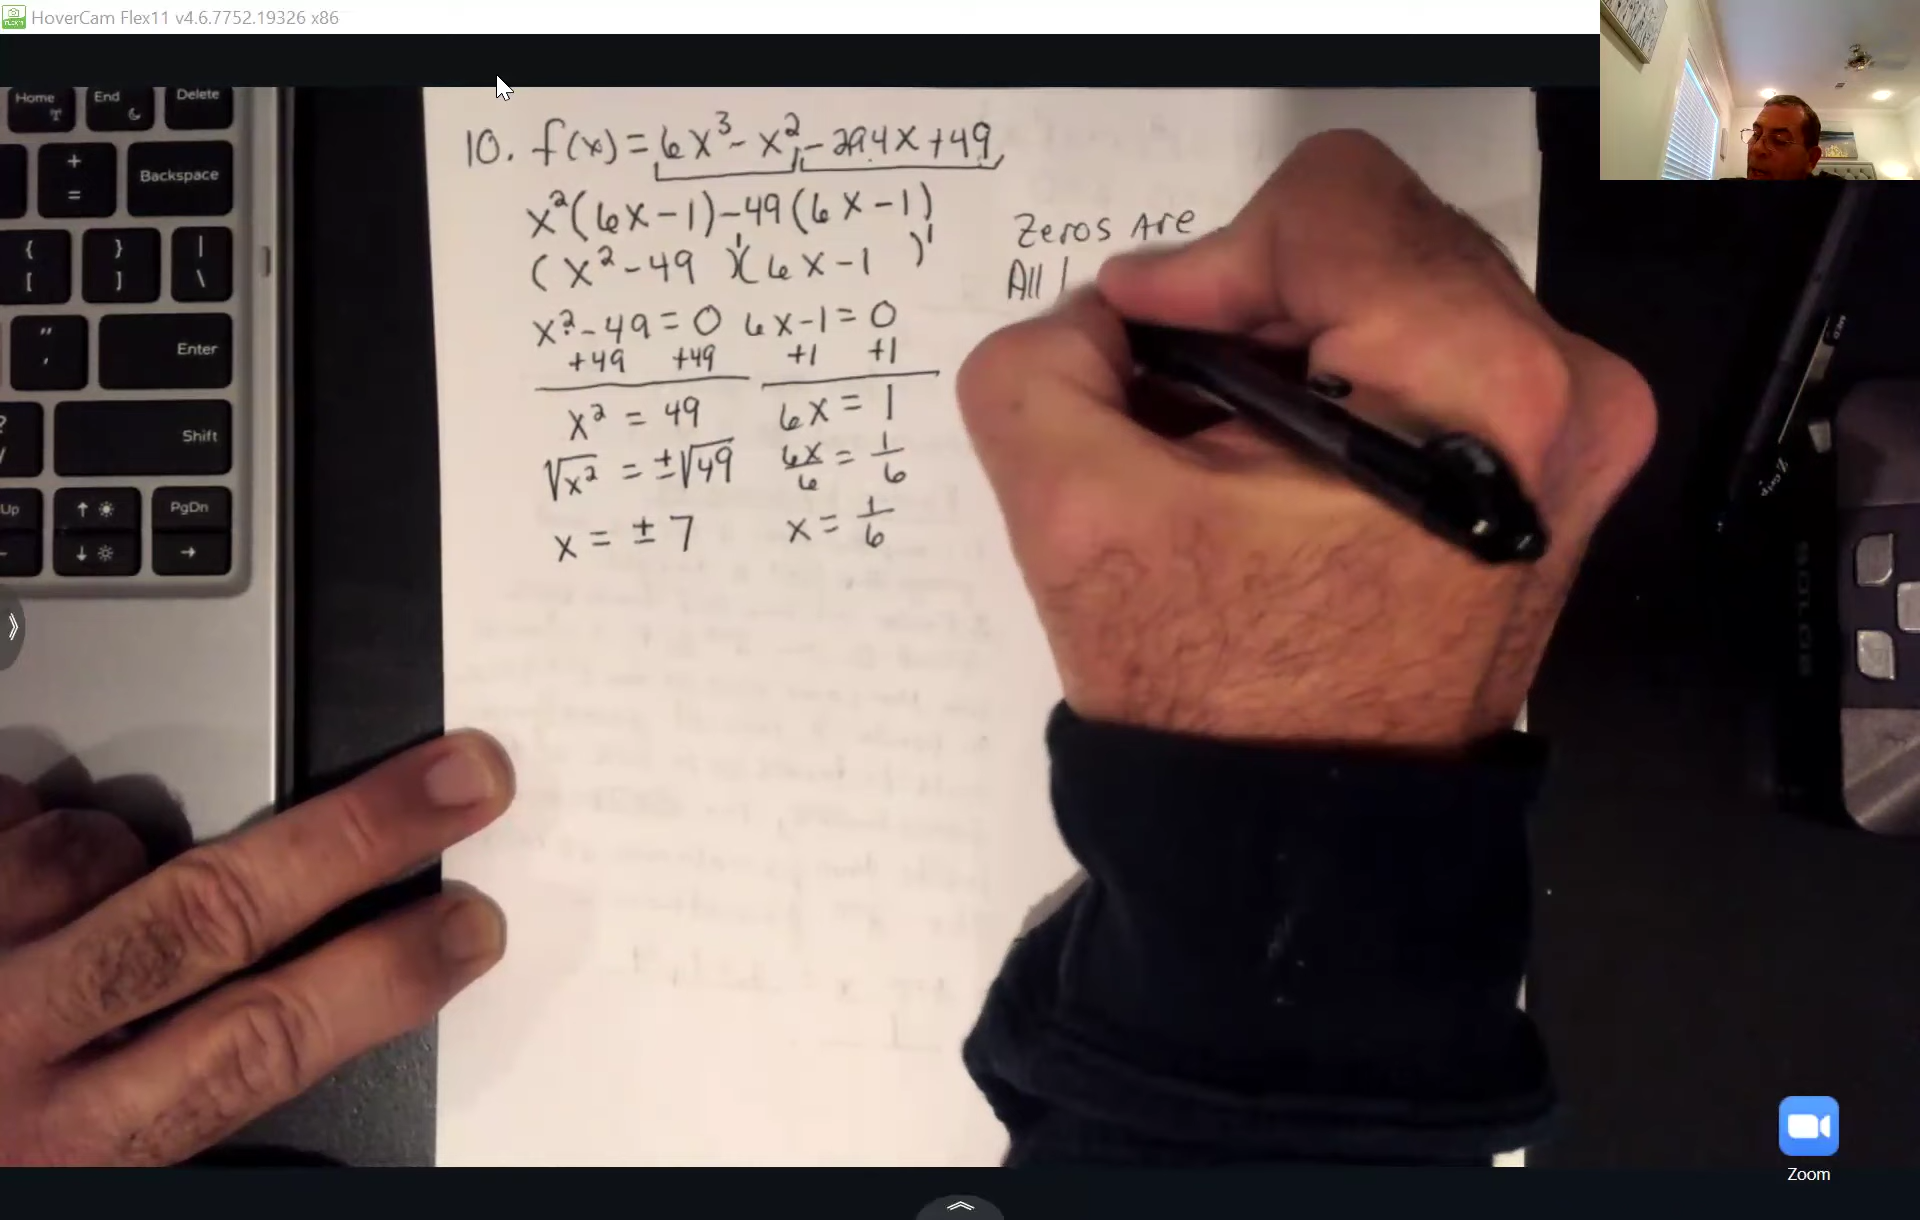 HoverCam Flex11 v4.6.7752.19326 x86
Home
End
Delete
+
=
Backspace
{
[
}
]
|
\
"
'
Enter
?
/
Shift
Up
↑
PgDn
↓
→
10. f(x) = 6x³ - x² - 294x + 49
x²(6x - 1) - 49(6x - 1)
(x² - 49)(6x - 1)
x² - 49 = 0 6x - 1 = 0
+49 +49 +1 +1
x² = 49 6x = 1
√x² = ±√49 6x/6 = 1/6
x = ± 7 x = 1/6
Zeros Are
All
Zoom